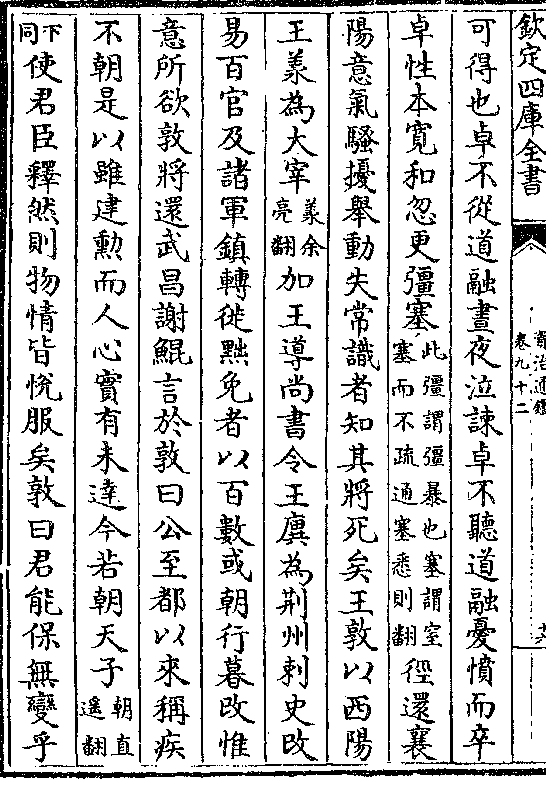 欽定四庫全書
資治通鑑
卷九十二
可得也卓不從道融晝夜泣諫卓不聽道融憂憤而卒
卓性本寬和忽更彊塞此彊謂彊暴也塞謂窒塞而不疏通塞悉則翻徑還襄
陽意氣騷擾舉動失常識者知其將死矣王敦以西陽
王羕為大宰羕余亮翻加王導尚書令王廙為荆州刺史改
易百官及諸軍鎮轉徙黜免者以百數或朝行暮改惟
意所欲敦將還武昌謝鯤言於敦曰公至都以來稱疾
不朝是以雖建勲而人心實有未達今若朝天子朝直遥翻
下同使君臣釋然則物情皆悅服矣敦曰君能保無變乎